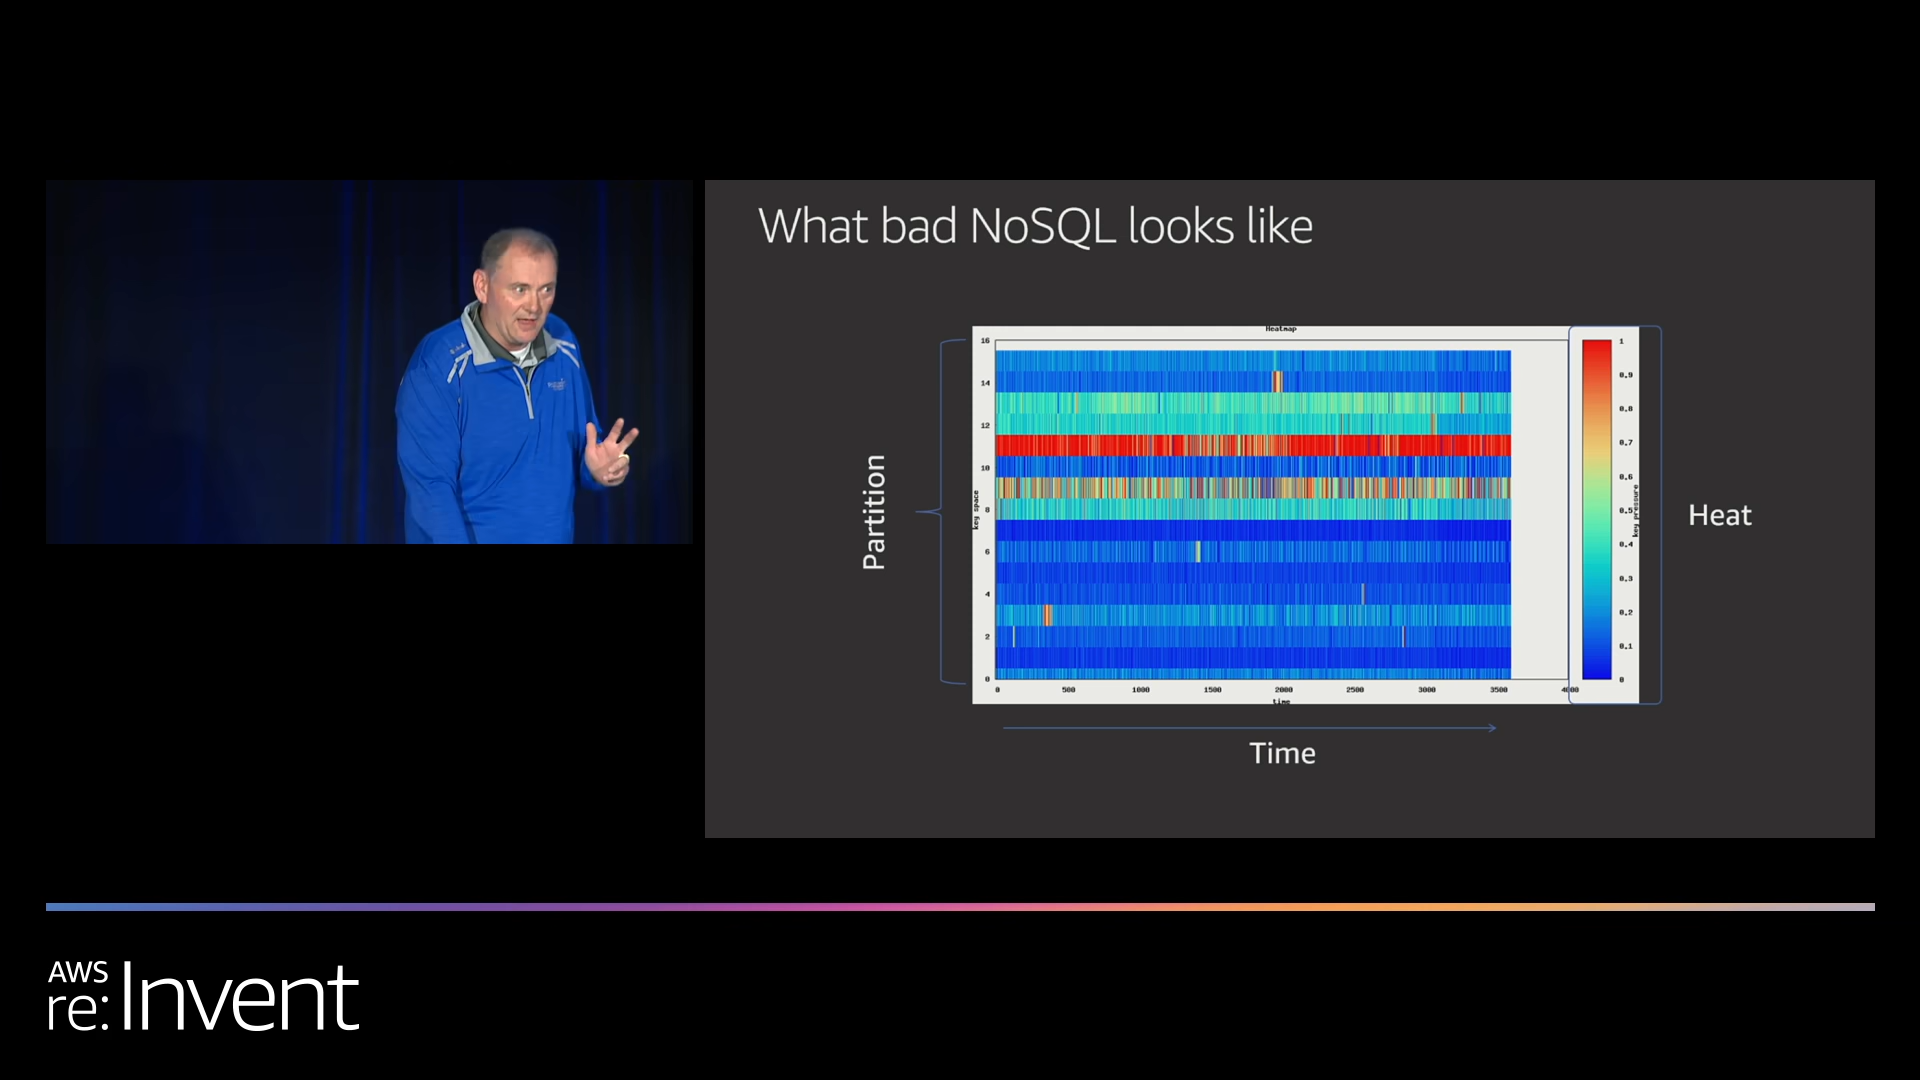 What bad NoSQL looks like
Heatmap
16
14
12
10
8
6
4
2
0
key space
Partition
0
500
1000
1500
2000
2500
3000
3500
4000
time
Time
1
0.9
0.8
0.7
0.6
0.5
0.4
0.3
0.2
0.1
0
key pressure
Heat
AWS
re:Invent